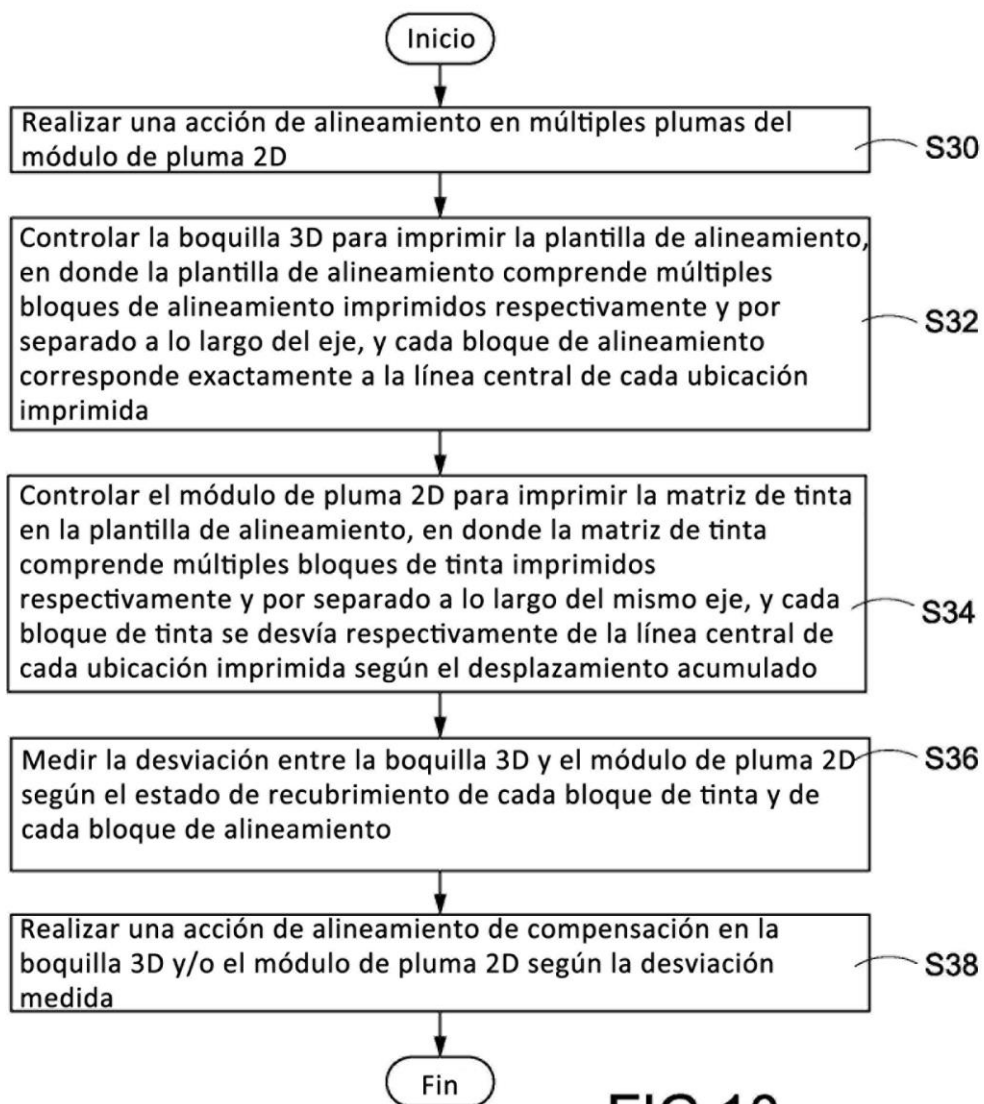 Inicio
Realizar una acción de alineamiento en múltiples plumas del
módulo de pluma 2D
S30
Controlar la boquilla 3D para imprimir la plantilla de alineamiento,
en donde la plantilla de alineamiento comprende múltiples
bloques de alineamiento imprimidos respectivamente y por
separado a lo largo del eje, y cada bloque de alineamiento
corresponde exactamente a la línea central de cada ubicación
imprimida
S32
Controlar el módulo de pluma 2D para imprimir la matriz de tinta
en la plantilla de alineamiento, en donde la matriz de tinta
comprende múltiples bloques de tinta imprimidos
respectivamente y por separado a lo largo del mismo eje, y cada
bloque de tinta se desvía respectivamente de la línea central de
cada ubicación imprimida según el desplazamiento acumulado
S34
Medir la desviación entre la boquilla 3D y el módulo de pluma 2D
según el estado de recubrimiento de cada bloque de tinta y de
cada bloque de alineamiento
S36
Realizar una acción de alineamiento de compensación en la
boquilla 3D y/o el módulo de pluma 2D según la desviación
medida
S38
Fin